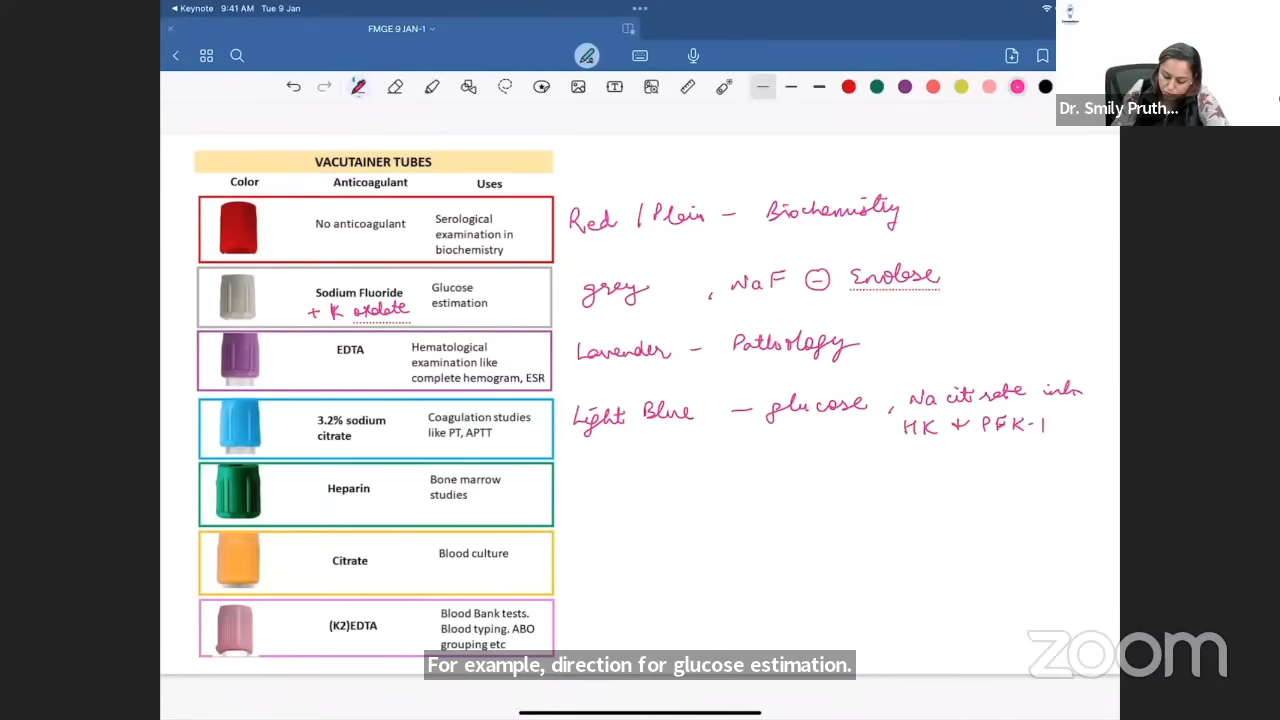 Keynote 9:41 AM Tue 9 Jan
FMGE 9 JAN-1
Dr. Smily Pruth...
VACUTAINER TUBES
Color Anticoagulant Uses
No anticoagulant
Serological
examination in
biochemistry
Red / Plain – Biochemistry
Sodium Fluoride
+ K oxalate
Glucose
estimation
grey , NaF – Enolase
EDTA
Hematological
examination like
complete hemogram, ESR
Lavender – Pathology
3.2% sodium
citrate
Coagulation studies
like PT, APTT
Light Blue – glucose , Na citrate inhi
HK + PFK-1
Heparin
Bone marrow
studies
Citrate
Blood culture
(K2)EDTA
Blood Bank tests.
Blood typing. ABO
grouping etc
For example, direction for glucose estimation.
zoom